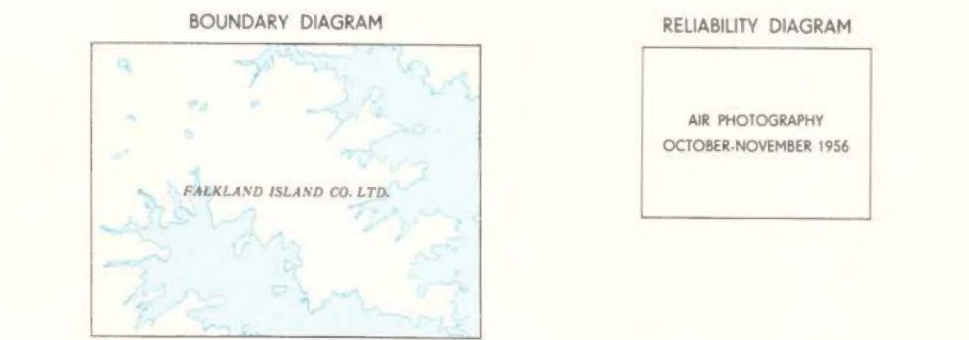 BOUNDARY DIAGRAM
FALKLAND ISLAND CO. LTD.
RELIABILITY DIAGRAM
AIR PHOTOGRAPHY
OCTOBER-NOVEMBER 1956